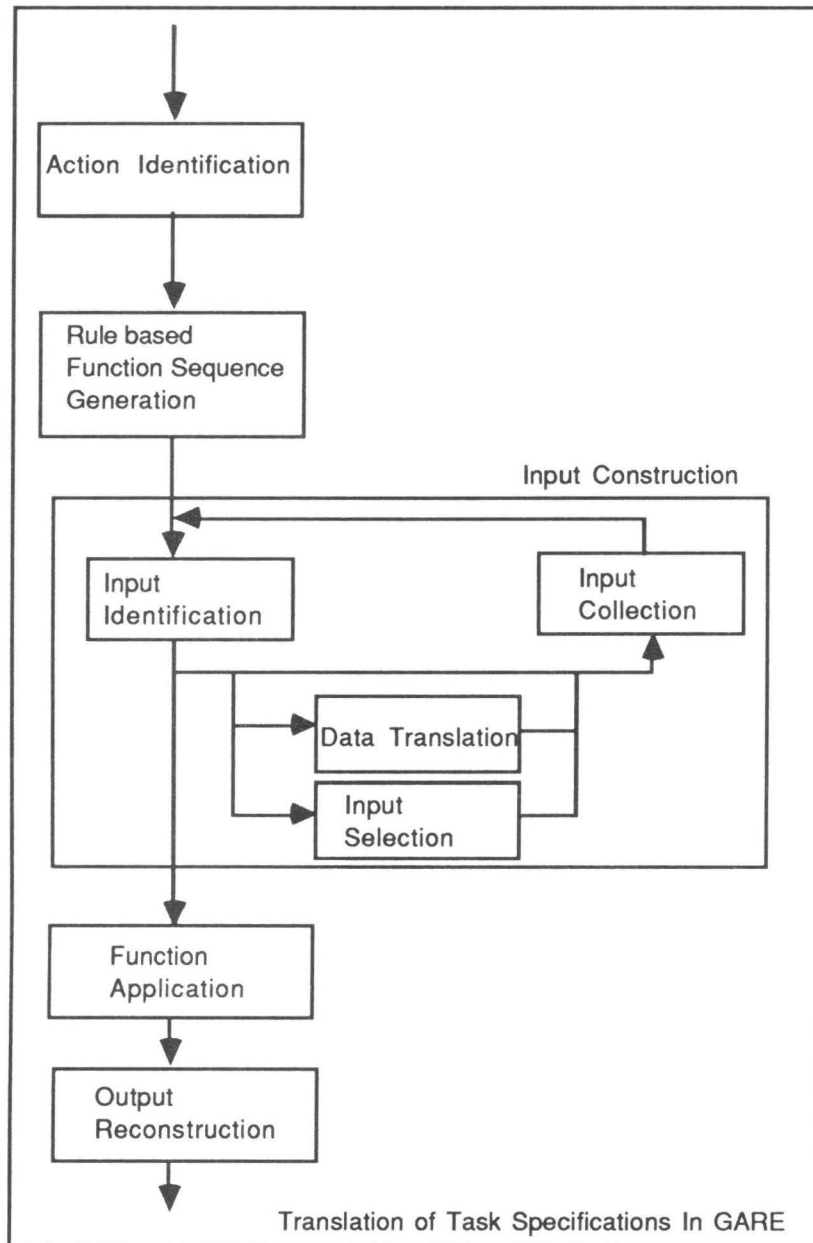 Action Identification
Rule based
Function Sequence
Generation
Input Construction
Input
Identification
Input
Collection
Data Translation
Input
Selection
Function
Application
Output
Reconstruction
Translation of Task Specifications In GARE